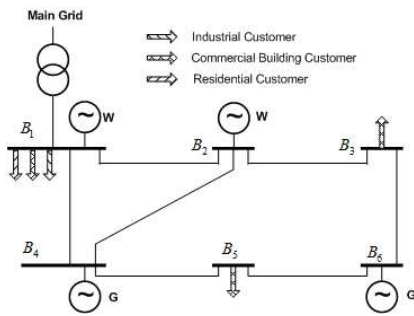 Main Grid
Industrial Customer
Commercial Building Customer
Residential Customer
W
W
B1
B2
B3
B4
B5
B6
G
G